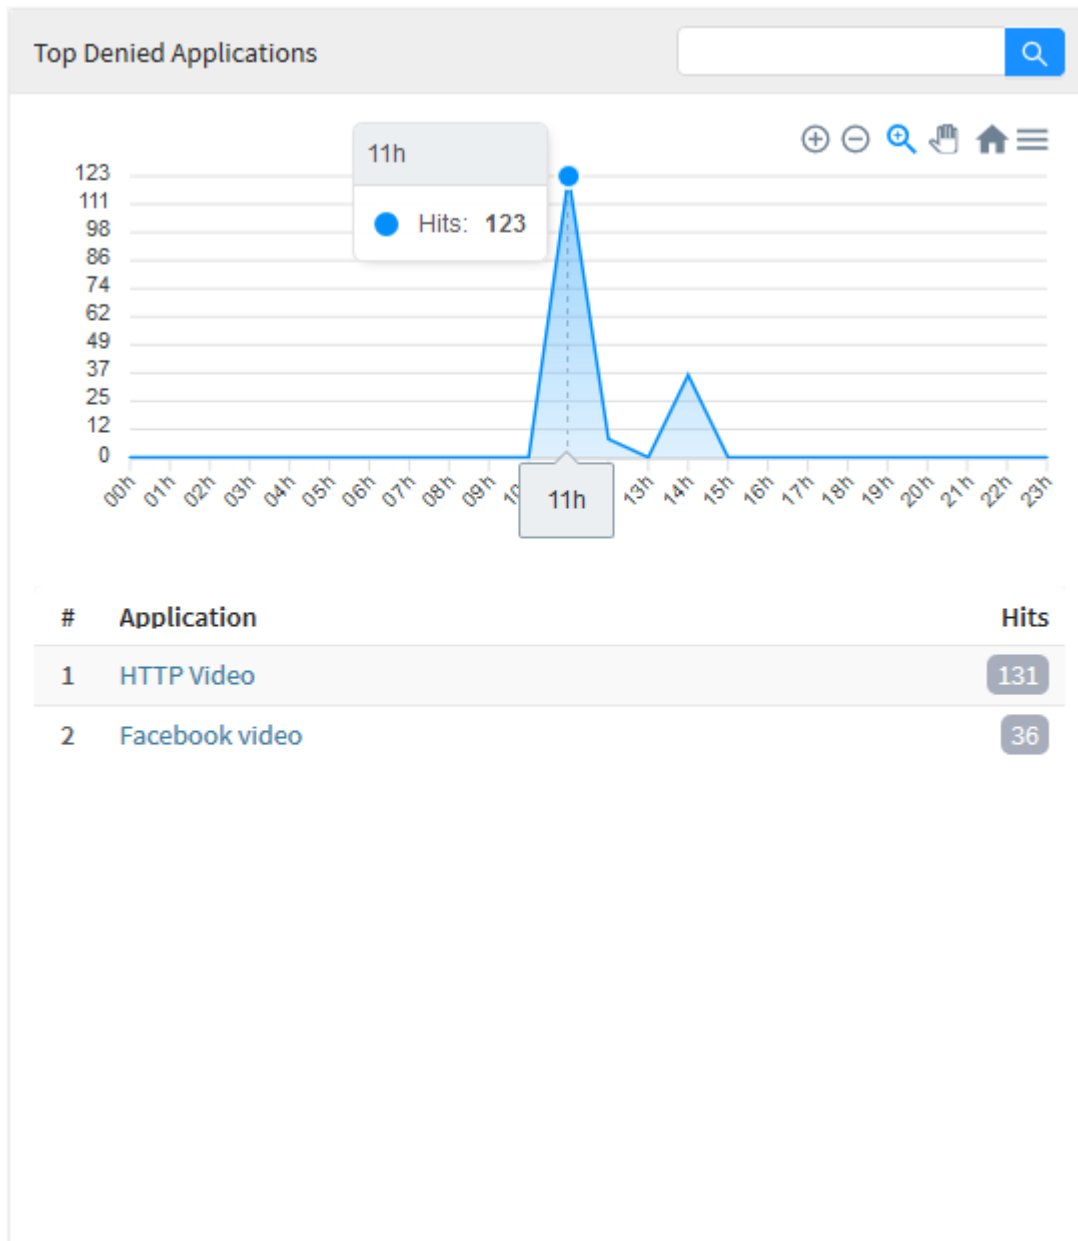 Top Denied Applications
11h
Hits: 123
123
111
98
86
74
62
49
37
25
12
0
00h 01h 02h 03h 04h 05h 06h 07h 08h 09h 11h 13h 14h 15h 16h 17h 18h 19h 20h 21h 22h 23h
# Application Hits
1 HTTP Video 131
2 Facebook video 36